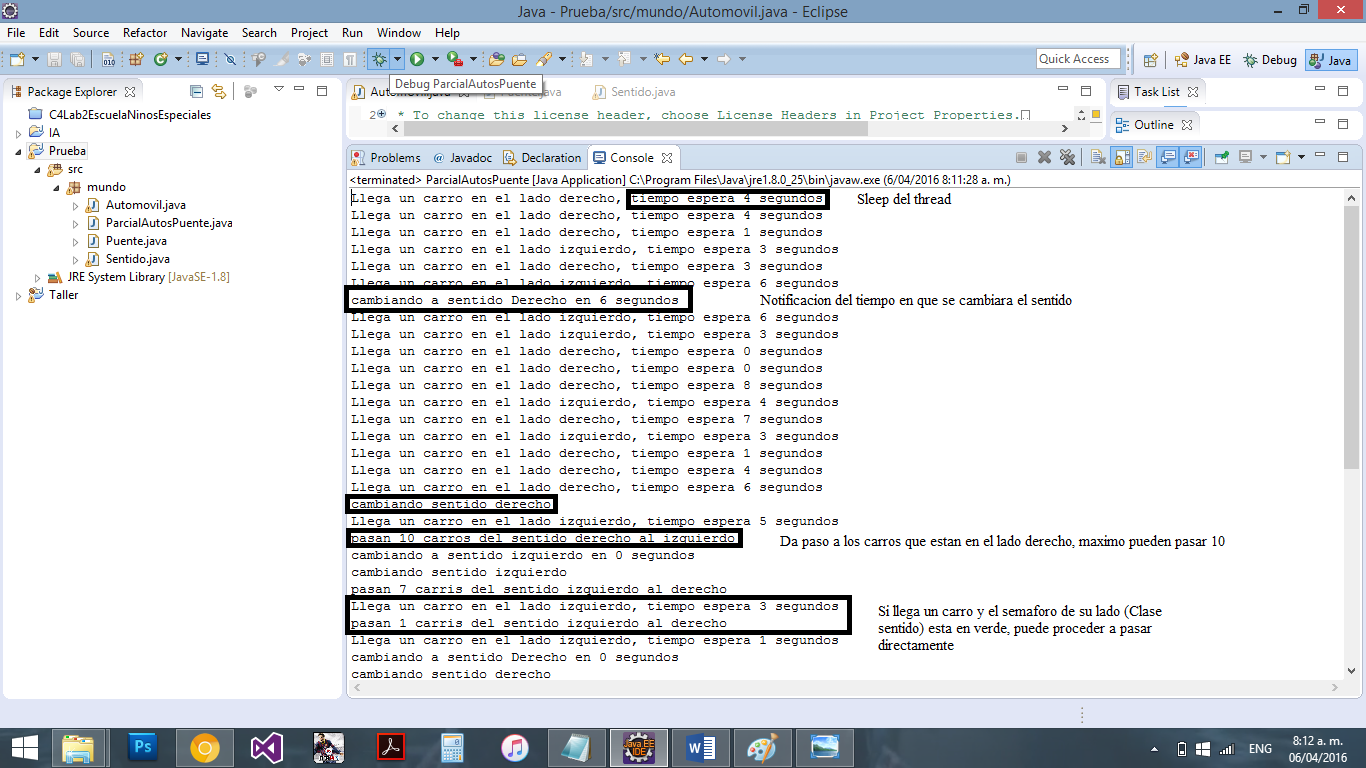 Java - Prueba/src/mundo/Automovil.java - Eclipse
File Edit Source Refactor Navigate Search Project Run Window Help
Quick Access Java EE Debug Java
Debug ParcialAutosPuente
Package Explorer
Sentido.java
Task List
Outline
2 * To change this license header, choose License Headers in Project Properties.
C4Lab2EscuelaNinosEspeciales
IA
Prueba
src
mundo
Automovil.java
ParcialAutosPuente.java
Puente.java
Sentido.java
JRE System Library [JavaSE-1.8]
Taller
Problems @ Javadoc Declaration Console
<terminated> ParcialAutosPuente [Java Application] C:\Program Files\Java\jre1.8.0_25\bin\javaw.exe (6/04/2016 8:11:28 a. m.)
Llega un carro en el lado derecho, tiempo espera 4 segundos Sleep del thread
Llega un carro en el lado derecho, tiempo espera 4 segundos
Llega un carro en el lado derecho, tiempo espera 1 segundos
Llega un carro en el lado izquierdo, tiempo espera 3 segundos
Llega un carro en el lado derecho, tiempo espera 3 segundos
Llega un carro en el lado izquierdo, tiempo espera 6 segundos
cambiando a sentido Derecho en 6 segundos Notificacion del tiempo en que se cambiara el sentido
Llega un carro en el lado izquierdo, tiempo espera 6 segundos
Llega un carro en el lado izquierdo, tiempo espera 3 segundos
Llega un carro en el lado derecho, tiempo espera 0 segundos
Llega un carro en el lado derecho, tiempo espera 0 segundos
Llega un carro en el lado derecho, tiempo espera 8 segundos
Llega un carro en el lado izquierdo, tiempo espera 4 segundos
Llega un carro en el lado derecho, tiempo espera 7 segundos
Llega un carro en el lado izquierdo, tiempo espera 3 segundos
Llega un carro en el lado derecho, tiempo espera 1 segundos
Llega un carro en el lado derecho, tiempo espera 4 segundos
Llega un carro en el lado derecho, tiempo espera 6 segundos
cambiando sentido derecho
Llega un carro en el lado izquierdo, tiempo espera 5 segundos
pasan 10 carros del sentido derecho al izquierdo Da paso a los carros que estan en el lado derecho, maximo pueden pasar 10
cambiando a sentido izquierdo en 0 segundos
cambiando sentido izquierdo
pasan 7 carris del sentido izquierdo al derecho
Llega un carro en el lado izquierdo, tiempo espera 3 segundos
pasan 1 carris del sentido izquierdo al derecho
Si llega un carro y el semaforo de su lado (Clase
sentido) esta en verde, puede proceder a pasar
directamente
Llega un carro en el lado izquierdo, tiempo espera 1 segundos
cambiando a sentido Derecho en 0 segundos
cambiando sentido derecho
Ps
Java EE
IDE
ENG
8:12 a. m.
06/04/2016